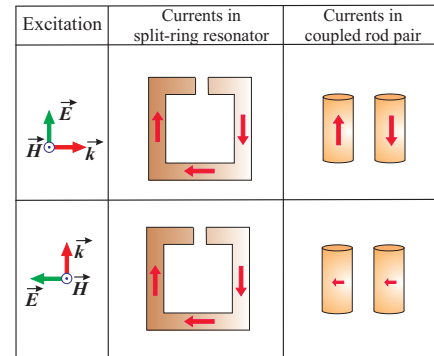 Excitation
Currents in
split-ring resonator
Currents in
coupled rod pair
E
H
k
k
E
H